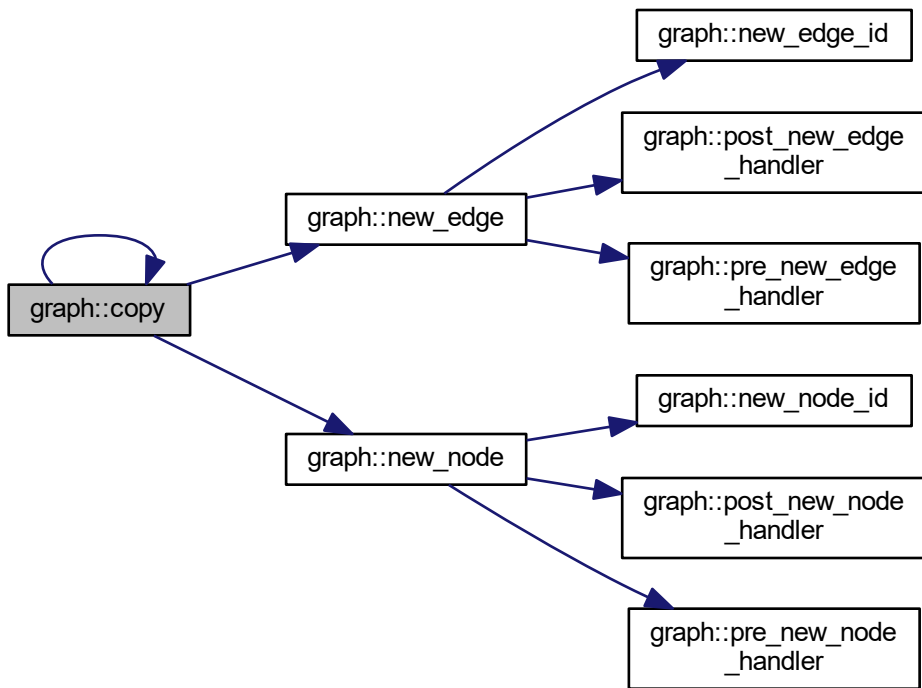 graph::new_edge_id
graph::post_new_edge
_handler
graph::new_edge
graph::pre_new_edge
_handler
graph::copy
graph::new_node_id
graph::new_node
graph::post_new_node
_handler
graph::pre_new_node
_handler